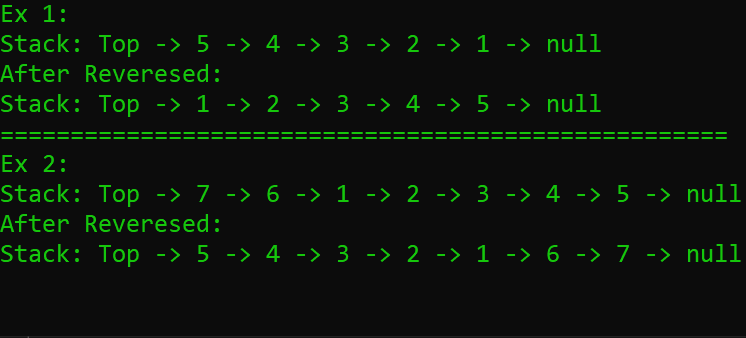 Ex 1:
Stack: Top -> 5 -> 4 -> 3 -> 2 -> 1 -> null
After Reveresed:
Stack: Top -> 1 -> 2 -> 3 -> 4 -> 5 -> null
====================================================
Ex 2:
Stack: Top -> 7 -> 6 -> 1 -> 2 -> 3 -> 4 -> 5 -> null
After Reveresed:
Stack: Top -> 5 -> 4 -> 3 -> 2 -> 1 -> 6 -> 7 -> null